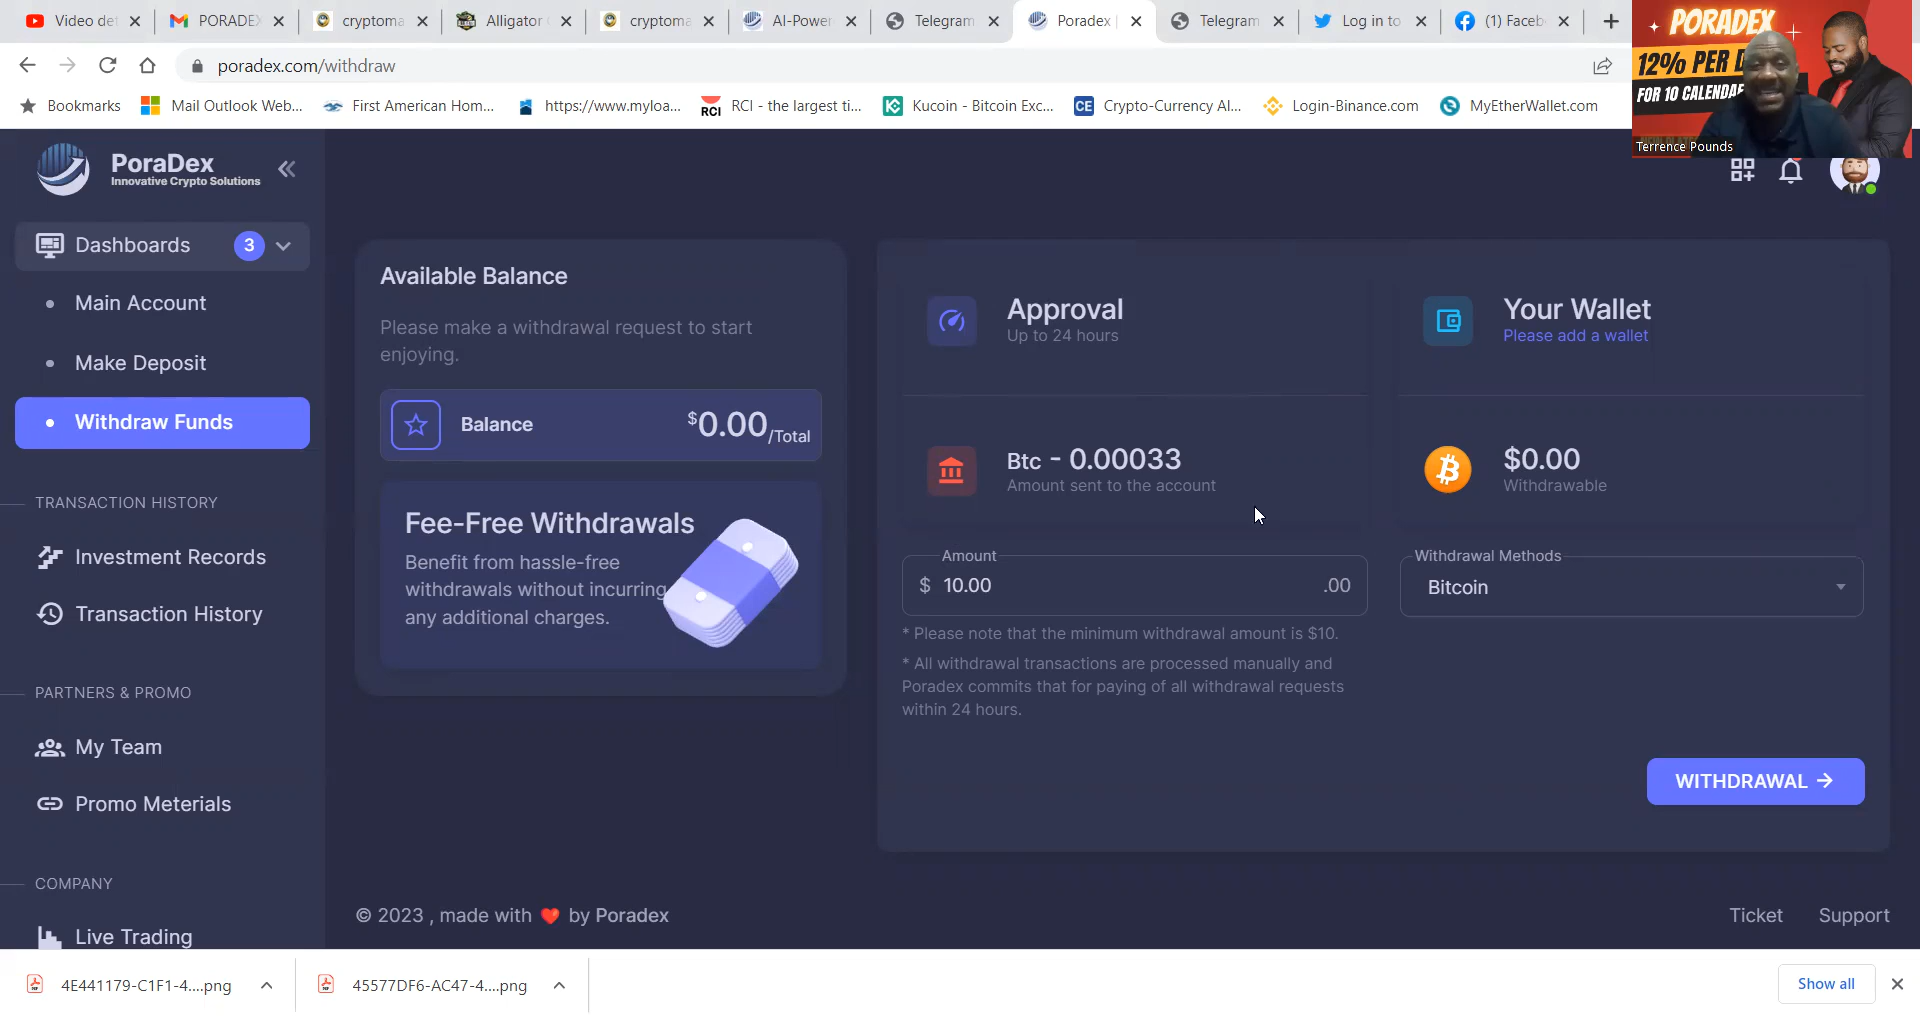 Video det
PORADEX
cryptoma
Alligator
cryptoma
AI-Power
Telegram
Poradex
Telegram
Log in to
(1) Faceb
poradex.com/withdraw
Bookmarks
Mail Outlook Web...
First American Hom...
https://www.myloa...
RCI
RCI - the largest ti...
Kucoin - Bitcoin Exc...
CE
Crypto-Currency Al...
Login-Binance.com
MyEtherWallet.com
PORADEX
12% PER D
FOR 10 CALENDAR
Terrence Pounds
PoraDex
Innovative Crypto Solutions
Dashboards
3
Main Account
Make Deposit
Withdraw Funds
TRANSACTION HISTORY
Investment Records
Transaction History
PARTNERS & PROMO
My Team
Promo Meterials
COMPANY
Live Trading
Available Balance
Please make a withdrawal request to start
enjoying.
Balance
$0.00/Total
Fee-Free Withdrawals
Benefit from hassle-free
withdrawals without incurring
any additional charges.
Approval
Up to 24 hours
Your Wallet
Please add a wallet
Btc - 0.00033
Amount sent to the account
$0.00
Withdrawable
Amount
$ 10.00 .00
Withdrawal Methods
Bitcoin
* Please note that the minimum withdrawal amount is $10.
* All withdrawal transactions are processed manually and
Poradex commits that for paying of all withdrawal requests
within 24 hours.
WITHDRAWAL →
© 2023 , made with ❤️ by Poradex
Ticket
Support
4E441179-C1F1-4....png
45577DF6-AC47-4....png
Show all